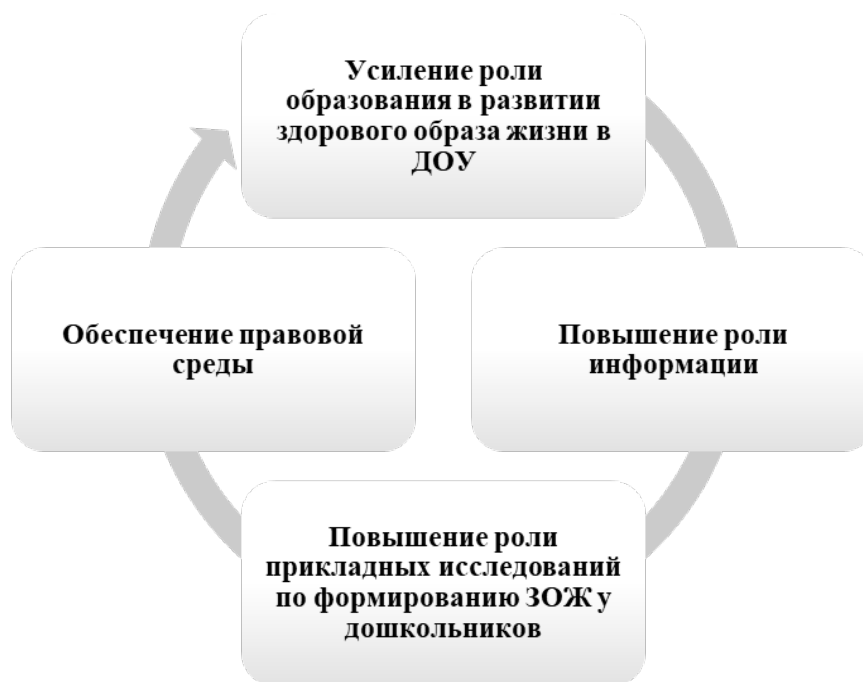 Усиление роли
образования в развитии
здорового образа жизни в
ДОУ
Обеспечение правовой
среды
Повышение роли
информации
Повышение роли
прикладных исследований
по формированию ЗОЖ у
дошкольников